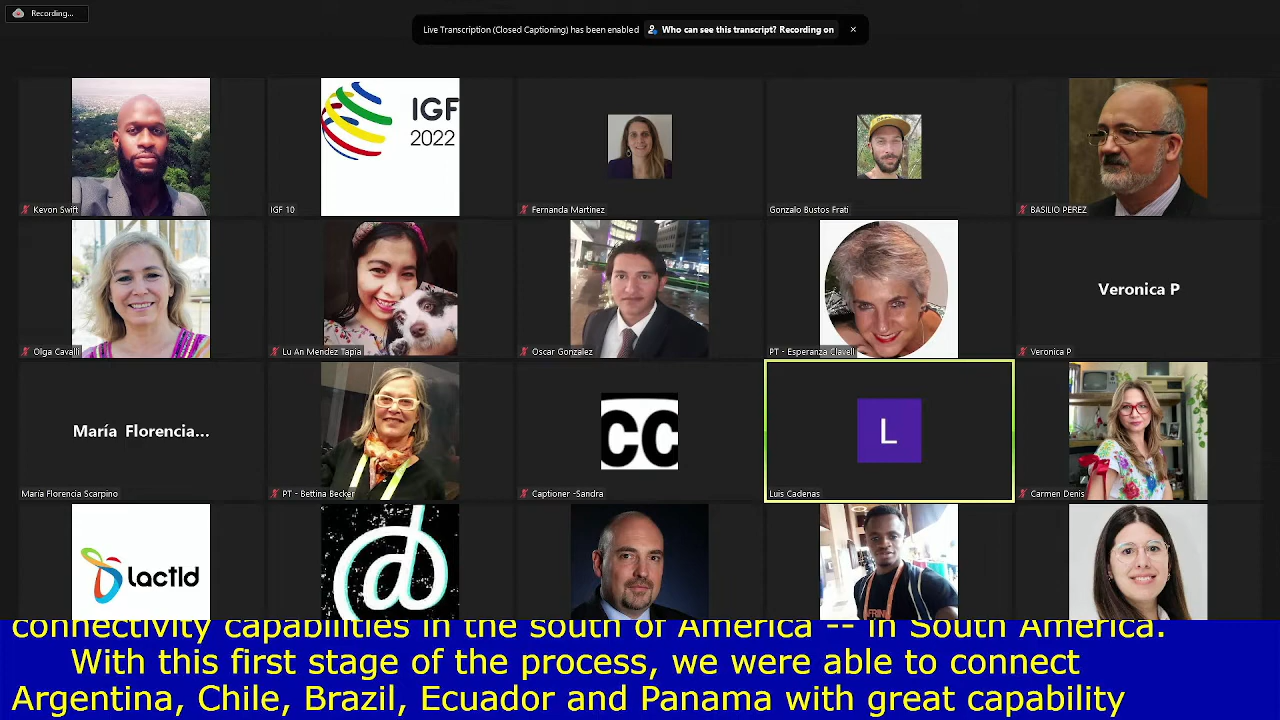 Recording...
Live Transcription (Closed Captioning) has been enabled
Who can see this transcript? Recording on
IGF
2022
Kevon Swift
IGF 10
Fernanda Martinez
Gonzalo Bustos Frati
BASILIO PEREZ
Veronica P
Olga Cavalli
Lu An Mendez Tapia
Oscar Gonzalez
PT - Esperanza Clavell
Veronica P
María Florencia...
CC
L
Maria Florencia Scarpino
PT - Bettina Becker
Captioner -Sandra
Luis Cadenas
Carmen Denis
lactld
@
connectivity capabilities in the south of America -- in South America.
With this first stage of the process, we were able to connect
Argentina, Chile, Brazil, Ecuador and Panama with great capability